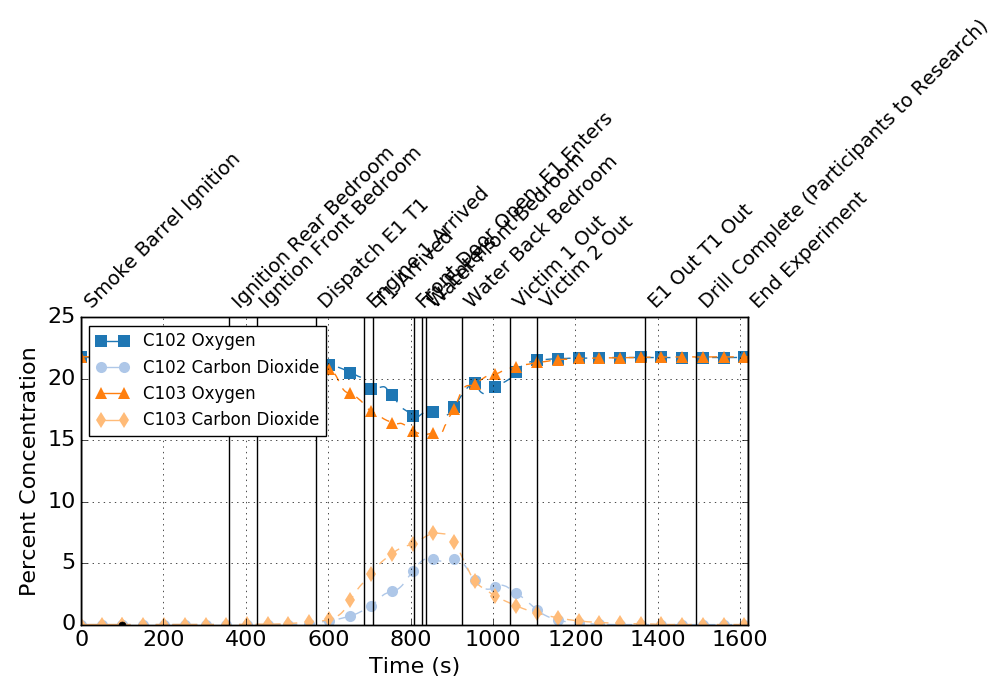 Smoke Barrel Ignition
Ignition Rear Bedroom
Igntion Front Bedroom
Dispatch E1 T1
Engine 1 Arrived
T1 Arrived
Front Door Open, E1 Enters
Water Front Bedroom
Water Back Bedroom
Victim 1 Out
Victim 2 Out
E1 Out T1 Out
Drill Complete (Participants to Research)
End Experiment
25
20
15
10
5
0
Percent Concentration
C102 Oxygen
C102 Carbon Dioxide
C103 Oxygen
C103 Carbon Dioxide
0 200 400 600 800 1000 1200 1400 1600
Time (s)